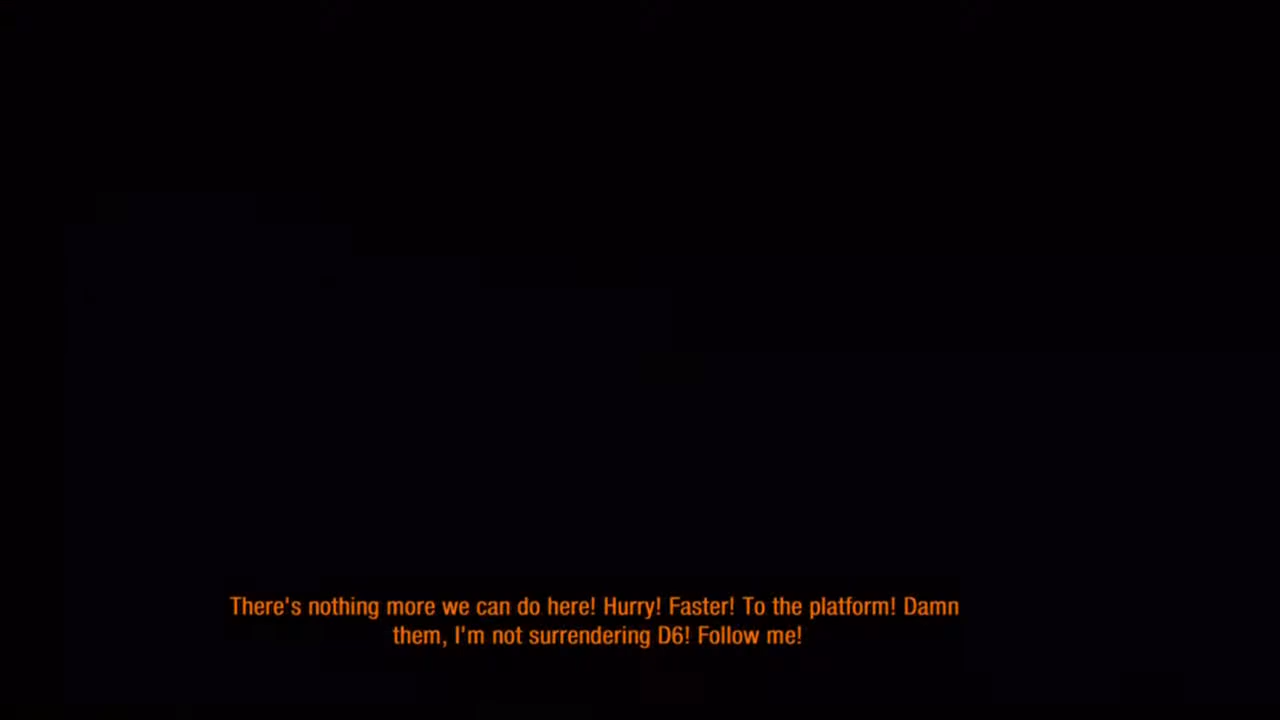 There's nothing more we can do here! Hurry! Faster! To the platform! Damn
them, I'm not surrendering D6! Follow me!